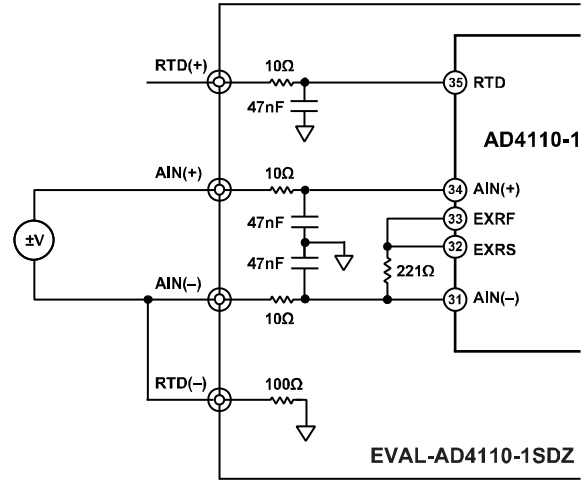 RTD(+)
10Ω
47nF
35 RTD
AD4110-1
AIN(+)
10Ω
34 AIN(+)
47nF
33 EXRF
±V
32 EXRS
47nF
221Ω
AIN(–)
10Ω
31 AIN(–)
RTD(–)
100Ω
EVAL-AD4110-1SDZ